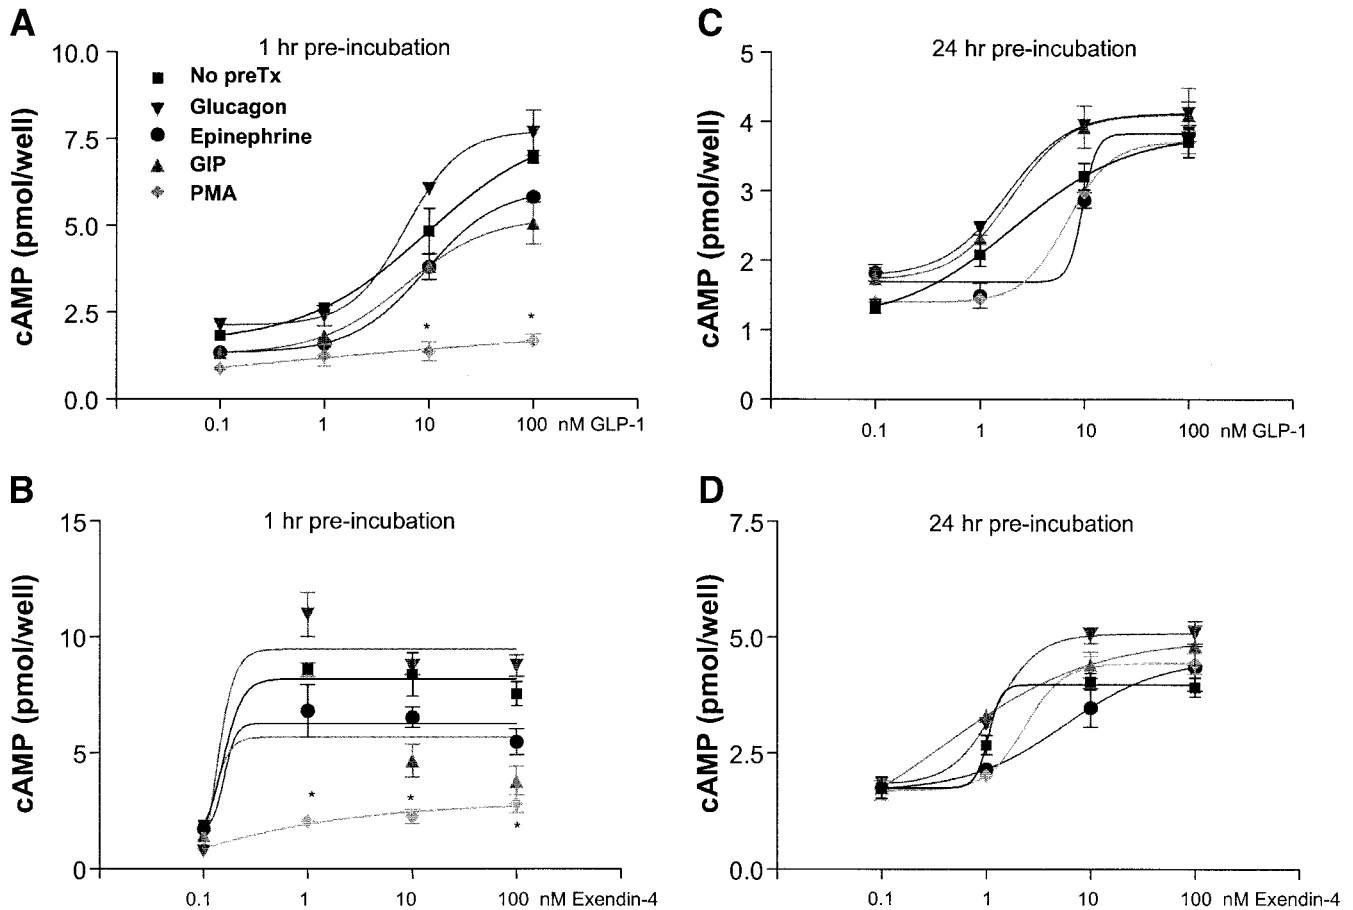 A
1 hr pre-incubation
10.0
7.5
5.0
2.5
0.0
cAMP (pmol/well)
No preTx
Glucagon
Epinephrine
GIP
PMA
*
*
0.1 1 10 100 nM GLP-1
C
24 hr pre-incubation
5
4
3
2
1
0
cAMP (pmol/well)
0.1 1 10 100 nM GLP-1
B
1 hr pre-incubation
15
10
5
0
cAMP (pmol/well)
*
*
*
0.1 1 10 100 nM Exendin-4
D
24 hr pre-incubation
7.5
5.0
2.5
0.0
cAMP (pmol/well)
0.1 1 10 100 nM Exendin-4